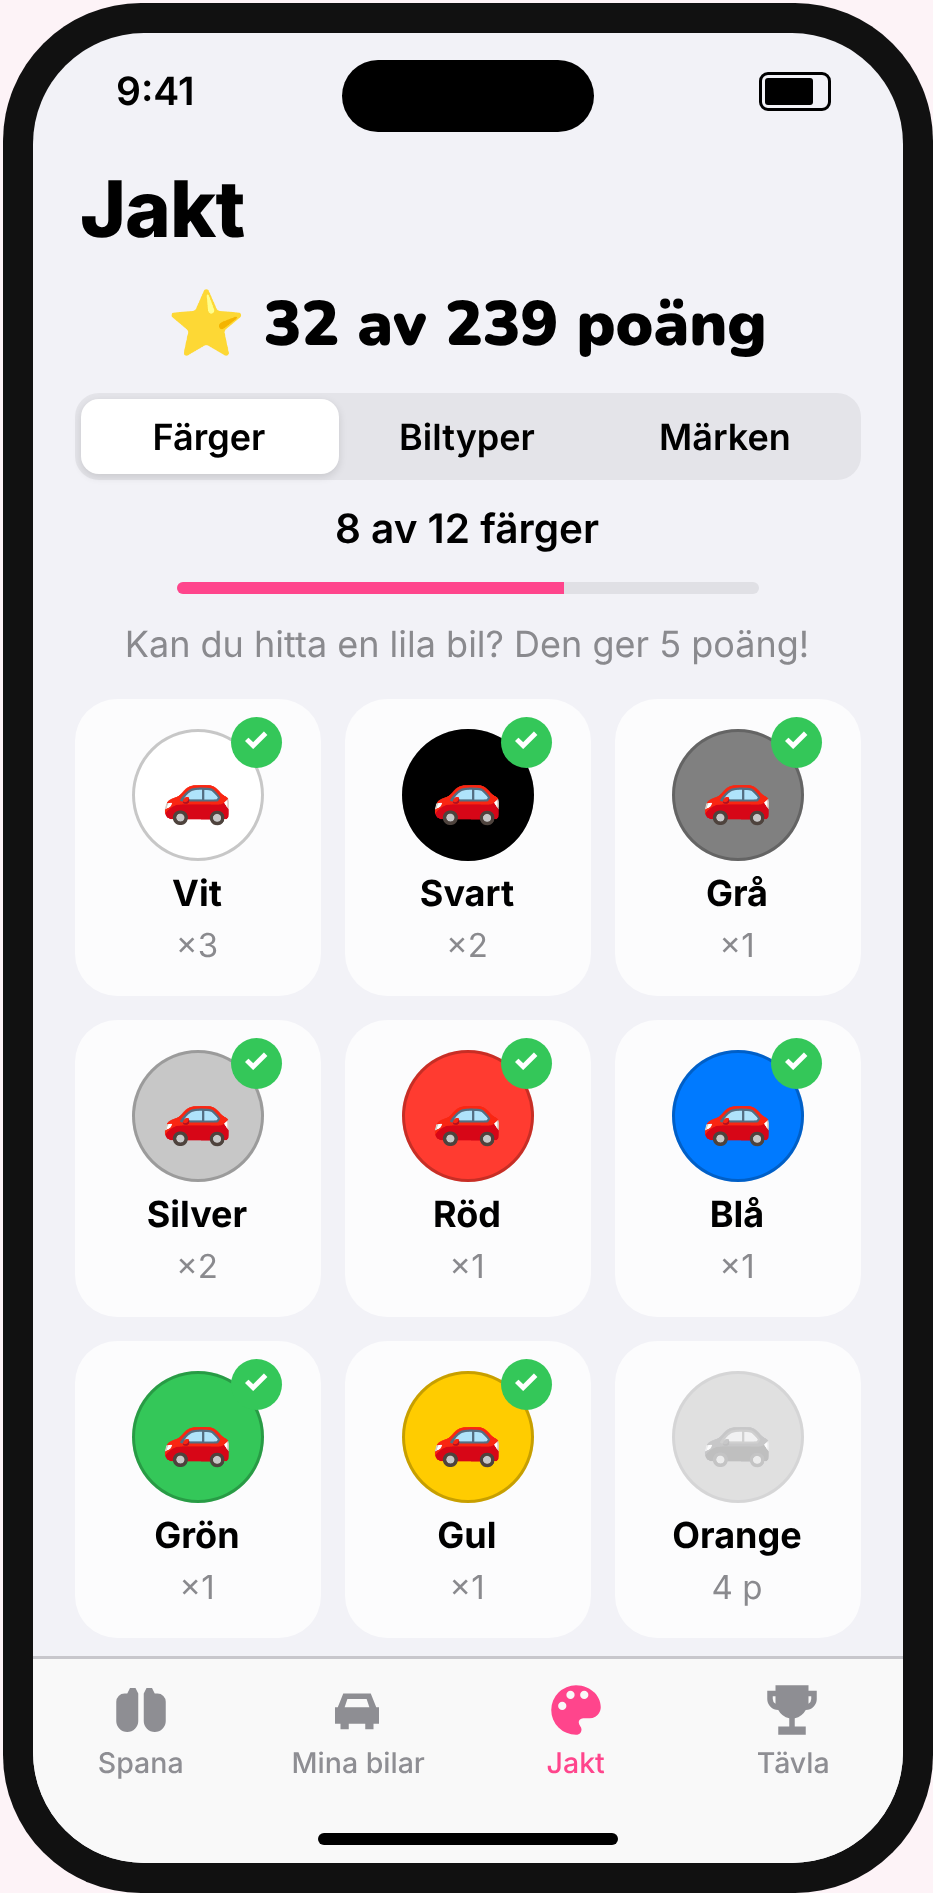 9:41
Jakt
32 av 239 poäng
Färger Biltyper Märken
8 av 12 färger
Kan du hitta en lila bil? Den ger 5 poäng!
Vit Svart Grå
×3 ×2 ×1
Silver Röd Blå
×2 ×1 ×1
Grön Gul Orange
×1 ×1 4 p
Spana Mina bilar Jakt Tävla